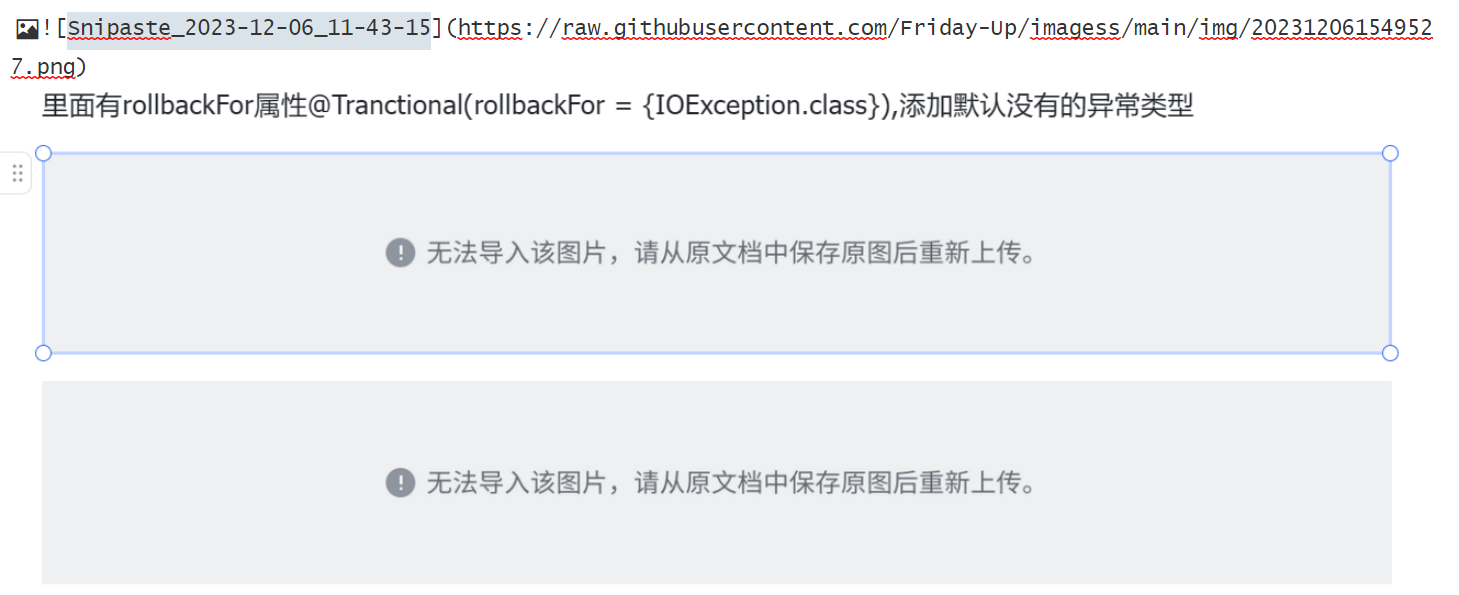 ![Snipaste_2023-12-06_11-43-15](https://raw.githubusercontent.com/Friday-Up/imagess/main/img/20231206154952
7.png)
里面有rollbackFor属性@Tranctional(rollbackFor = {IOException.class}),添加默认没有的异常类型
无法导入该图片，请从原文档中保存原图后重新上传。
无法导入该图片，请从原文档中保存原图后重新上传。